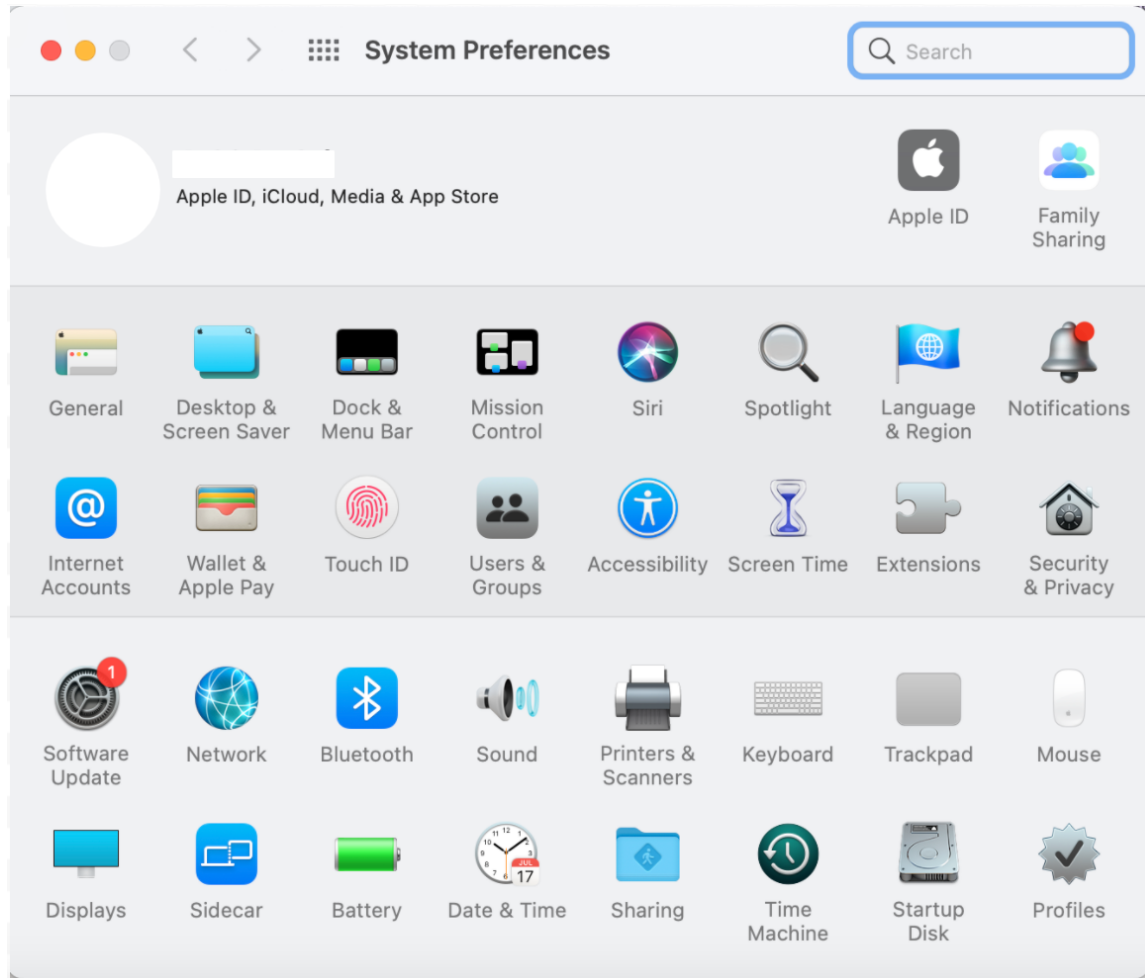 System Preferences
Search
Apple ID, iCloud, Media & App Store
Apple ID
Family
Sharing
General
Desktop &
Screen Saver
Dock &
Menu Bar
Mission
Control
Siri
Spotlight
Language
& Region
Notifications
@
Internet
Accounts
Wallet &
Apple Pay
Touch ID
Users &
Groups
Accessibility
Screen Time
Extensions
Security
& Privacy
1
Software
Update
Network
Bluetooth
Sound
Printers &
Scanners
Keyboard
Trackpad
Mouse
Displays
Sidecar
Battery
JUL
17
Date & Time
Sharing
Time
Machine
Startup
Disk
Profiles